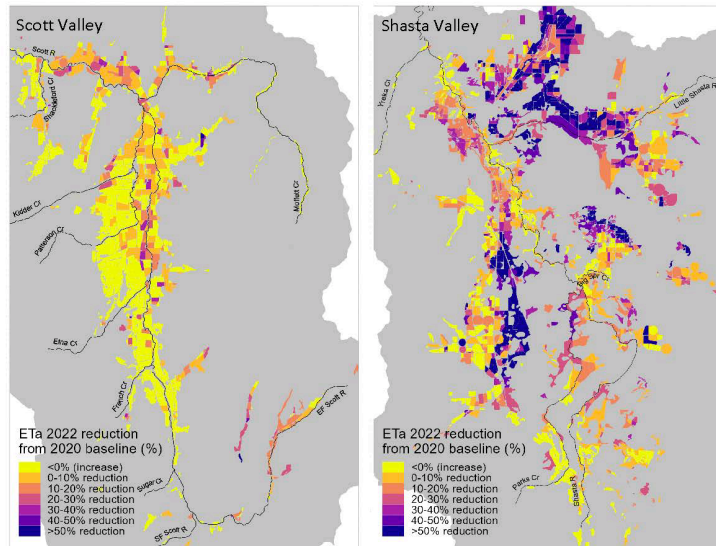 Scott Valley
Scott R
Shackleford Cr
Kidder Cr
Patterson Cr
Moffett Cr
Etna Cr
French Cr
EF Scott R
Sugar Cr
SF Scott R
ETa 2022 reduction
from 2020 baseline (%)
<0% (increase)
0-10% reduction
10-20% reduction
20-30% reduction
30-40% reduction
40-50% reduction
>50% reduction
Shasta Valley
Yreka Cr
Little Shasta R
Big Spr Cr
Parks Cr
Shasta R
ETa 2022 reduction
from 2020 baseline (%)
<0% (increase)
0-10% reduction
10-20% reduction
20-30% reduction
30-40% reduction
40-50% reduction
>50% reduction